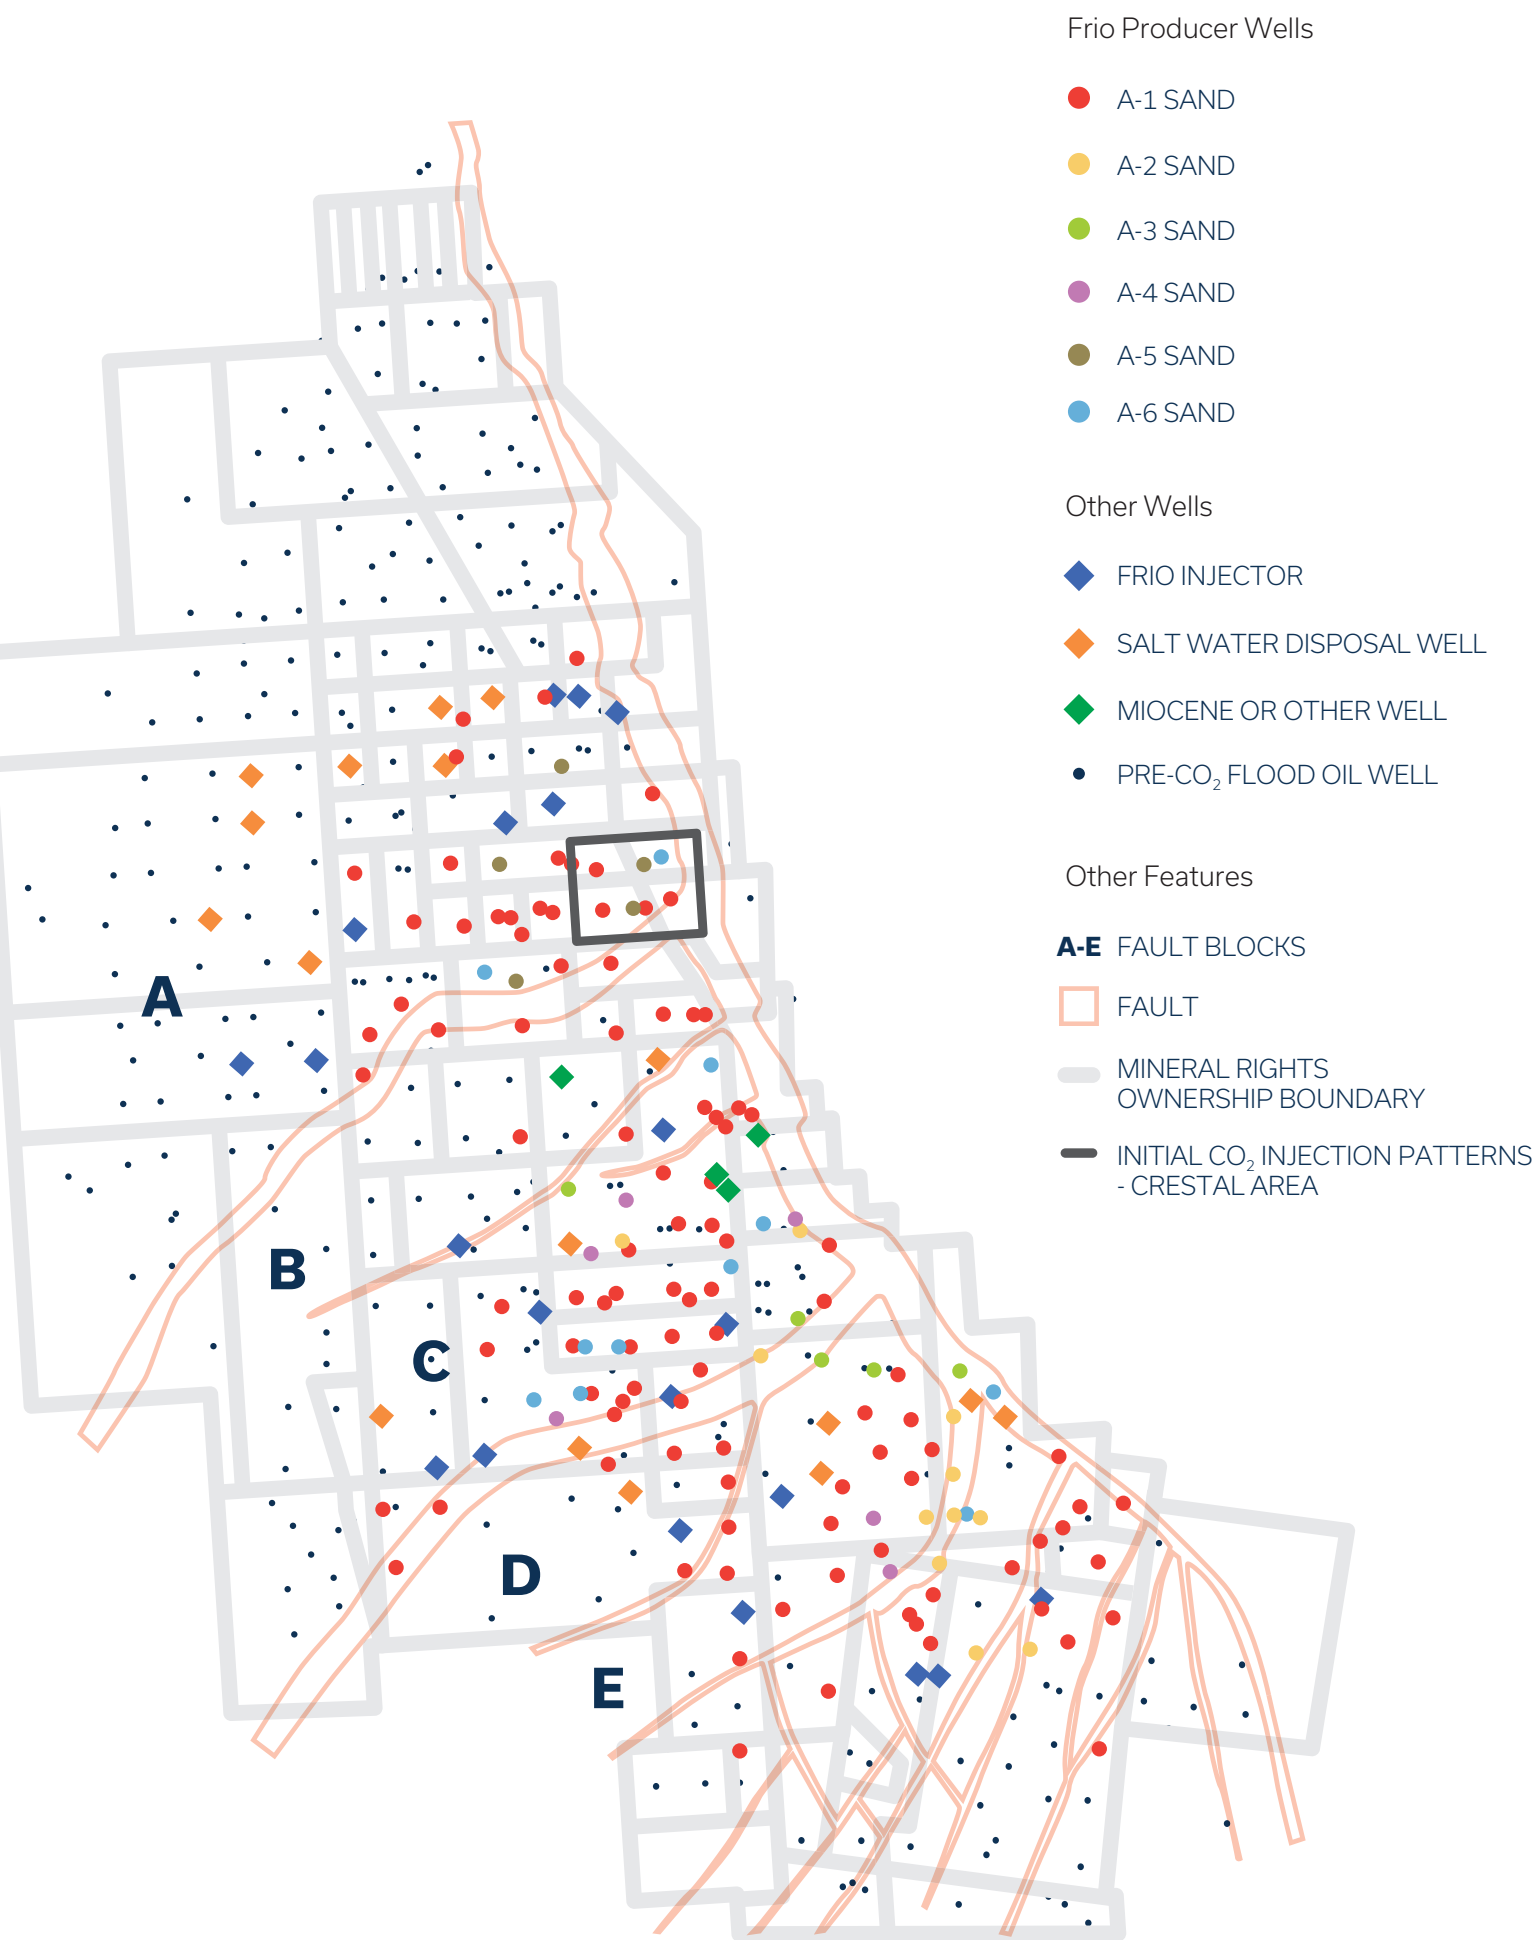 Frio Producer Wells
A-1 SAND
A-2 SAND
A-3 SAND
A-4 SAND
A-5 SAND
A-6 SAND
Other Wells
FRIO INJECTOR
SALT WATER DISPOSAL WELL
MIOCENE OR OTHER WELL
PRE-CO₂ FLOOD OIL WELL
Other Features
A-E FAULT BLOCKS
FAULT
MINERAL RIGHTS
OWNERSHIP BOUNDARY
INITIAL CO₂ INJECTION PATTERNS
- CRESTAL AREA
A
B
C
D
E